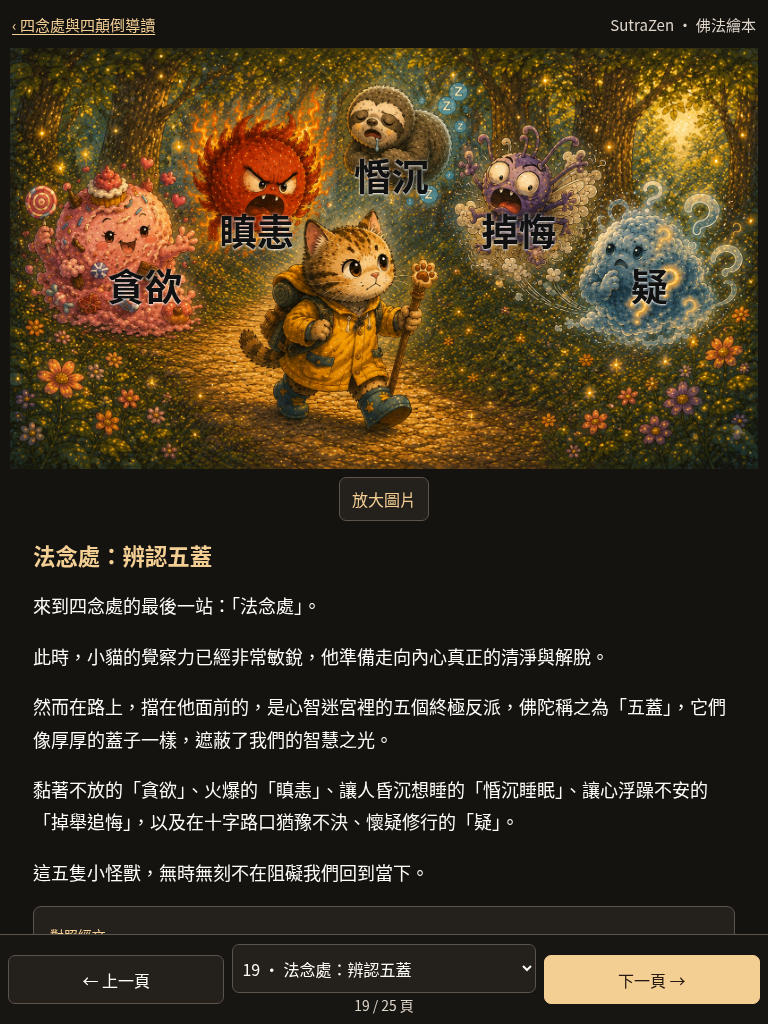 ‹ 四念處與四顛倒導讀
SutraZen · 佛法繪本
z
z
z
z
惛沉
瞋恚
掉悔
貪欲
疑
放大圖片
法念處：辨認五蓋
來到四念處的最後一站：「法念處」。
此時，小貓的覺察力已經非常敏銳，他準備走向內心真正的清淨與解脫。
然而在路上，擋在他面前的，是心智迷宮裡的五個終極反派，佛陀稱之為「五蓋」，它們
像厚厚的蓋子一樣，遮蔽了我們的智慧之光。
黏著不放的「貪欲」、火爆的「瞋恚」、讓人昏沉想睡的「惛沉睡眠」、讓心浮躁不安的
「掉舉追悔」，以及在十字路口猶豫不決、懷疑修行的「疑」。
這五隻小怪獸，無時無刻不在阻礙我們回到當下。
← 上一頁
19 · 法念處：辨認五蓋
下一頁 →
19 / 25 頁